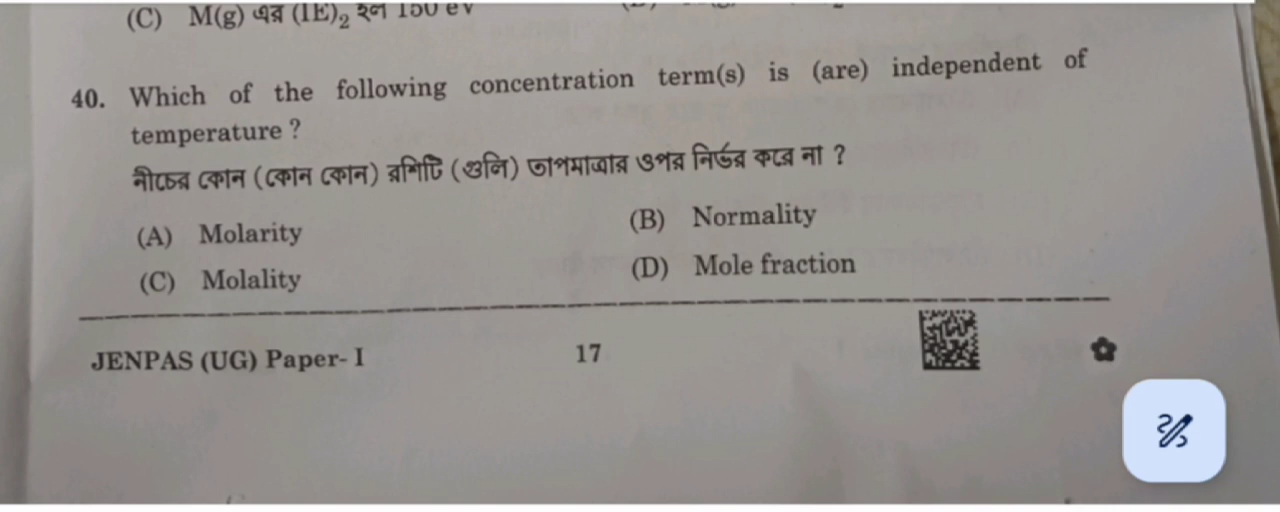 (C) M(g) এর (IE)₂ হল 150 ev
40. Which of the following concentration term(s) is (are) independent of
temperature ?
নীচের কোন (কোন কোন) রশিটি (গুলি) তাপমাত্রার ওপর নির্ভর করে না ?
(A) Molarity (B) Normality
(C) Molality (D) Mole fraction
JENPAS (UG) Paper- I 17